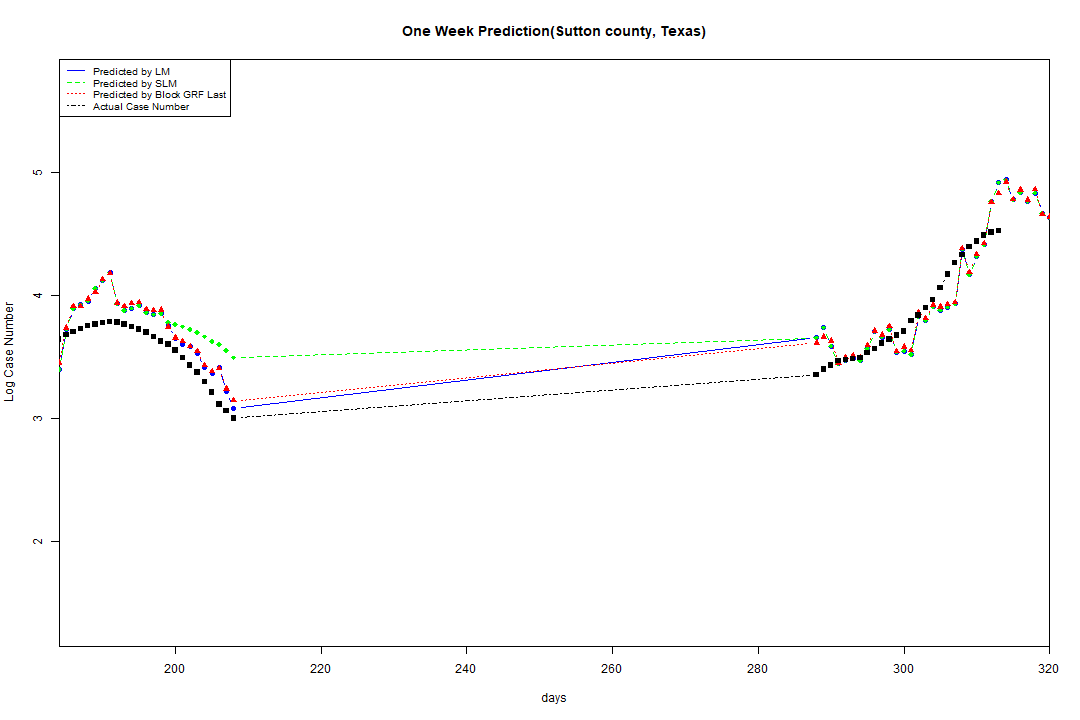 One Week Prediction(Sutton county, Texas)
Predicted by LM
Predicted by SLM
Predicted by Block GRF Last
Actual Case Number
Log Case Number
5
4
3
2
200 220 240 260 280 300 320
days